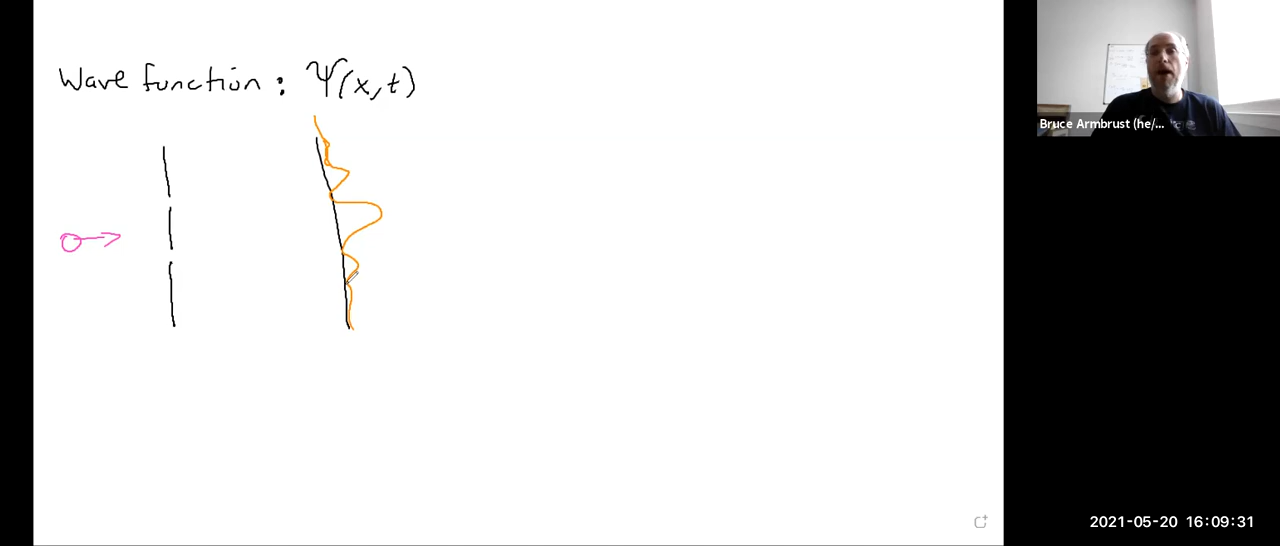 Wave function: Ψ(x,t)
Bruce Armbrust (he/...
2021-05-20 16:09:31